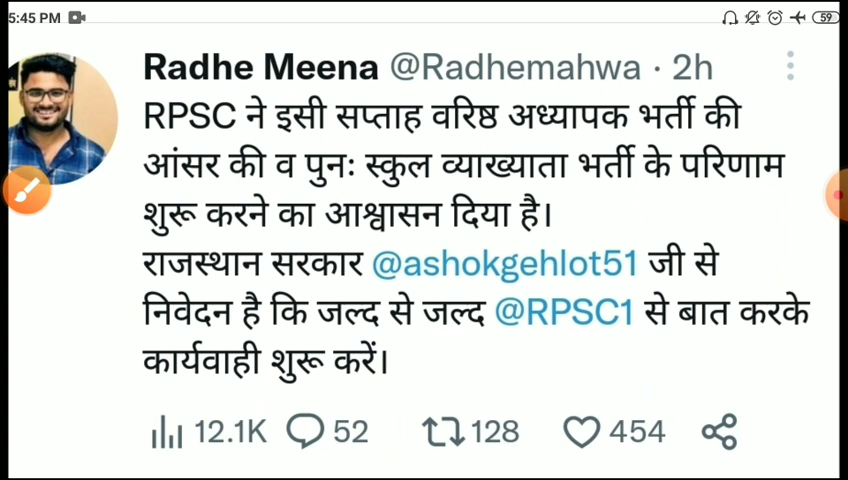 5:45 PM
59
Radhe Meena @Radhemahwa · 2h
RPSC ने इसी सप्ताह वरिष्ठ अध्यापक भर्ती की
आंसर की व पुनः स्कुल व्याख्याता भर्ती के परिणाम
शुरू करने का आश्वासन दिया है।
राजस्थान सरकार @ashokgehlot51 जी से
निवेदन है कि जल्द से जल्द @RPSC1 से बात करके
कार्यवाही शुरू करें।
12.1K 52 128 454